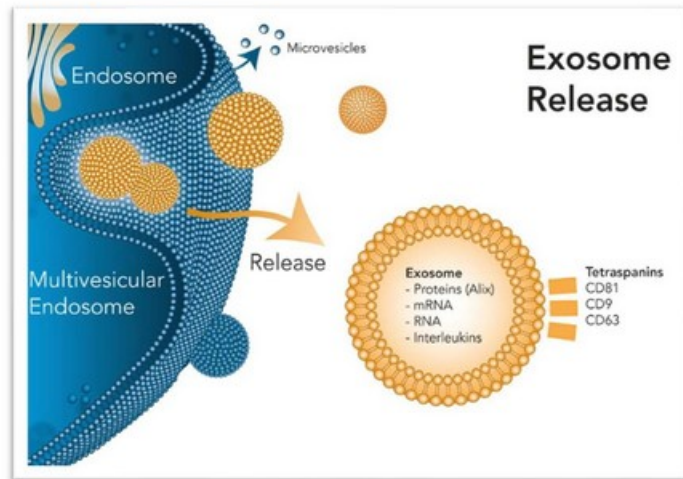 Microvesicles
Exosome
Release
Endosome
Release
Multivesicular
Endosome
Exosome
- Proteins (Alix)
- mRNA
- RNA
- Interleukins
Tetraspanins
CD81
CD9
CD63